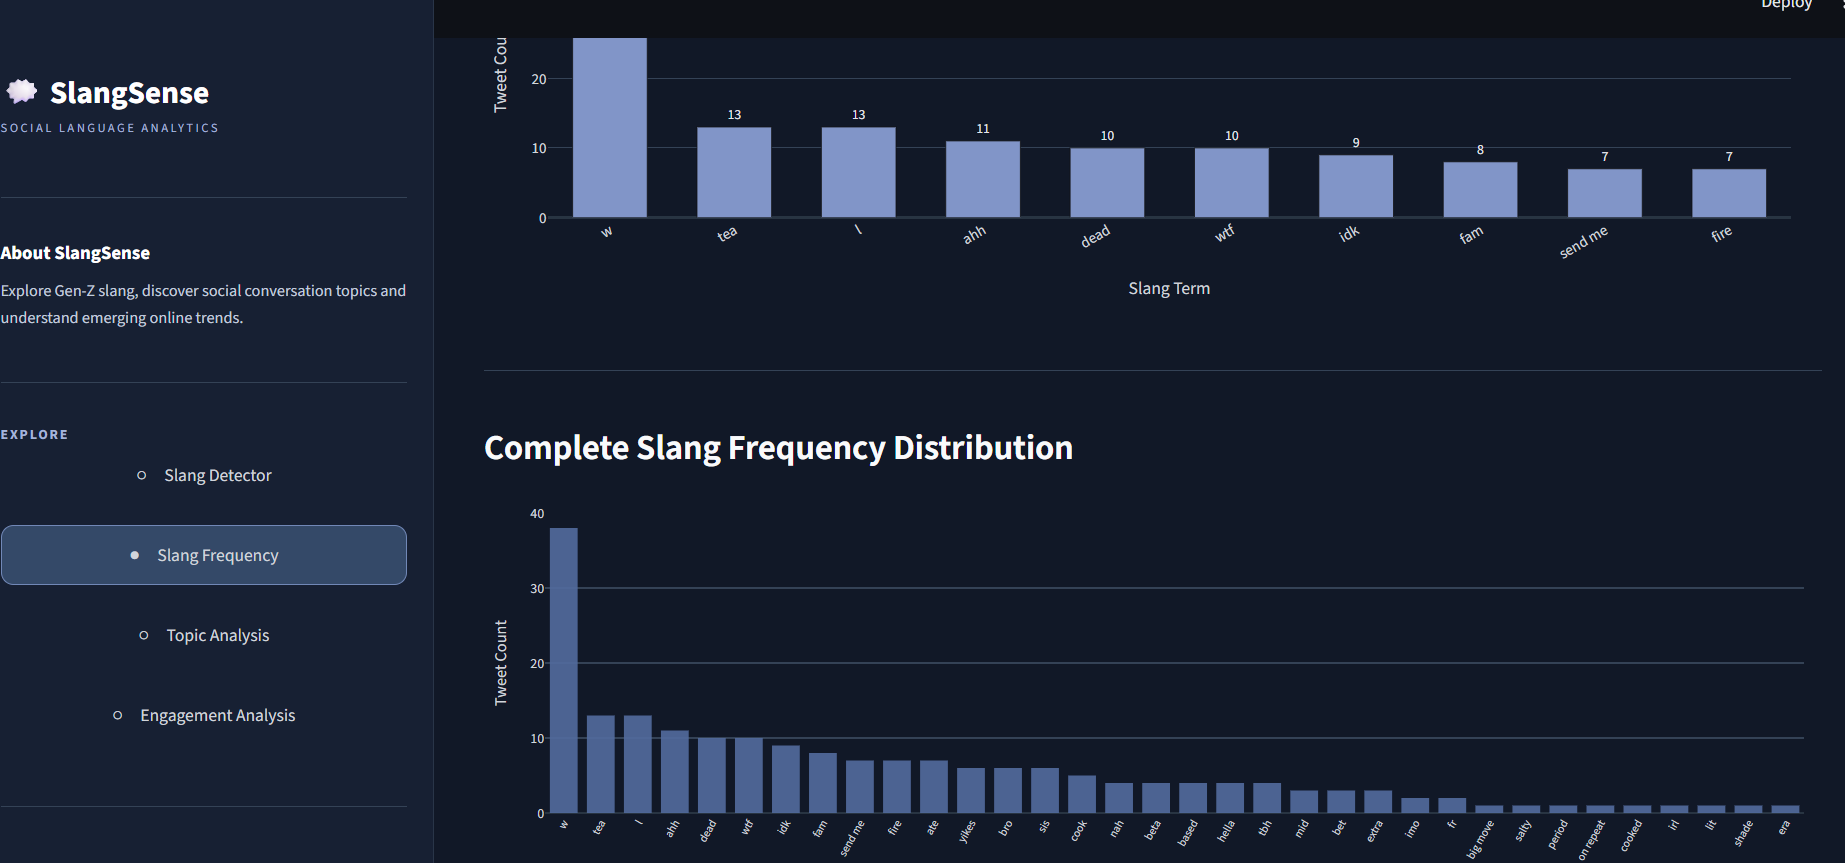 Deploy
SlangSense
SOCIAL LANGUAGE ANALYTICS
About SlangSense
Explore Gen-Z slang, discover social conversation topics and
understand emerging online trends.
EXPLORE
Slang Detector
Slang Frequency
Topic Analysis
Engagement Analysis
Tweet Cou
20
10
0
13
13
11
10
10
9
8
7
7
w
tea
l
ahh
dead
wtf
idk
fam
send me
fire
Slang Term
Complete Slang Frequency Distribution
Tweet Count
40
30
20
10
0
w
tea
l
ahh
dead
wtf
idk
fam
send me
fire
ate
yikes
bro
sis
cook
nah
beta
based
hella
tbh
mid
bet
extra
imo
fr
big move
salty
period
on repeat
cooked
irl
lit
shade
era